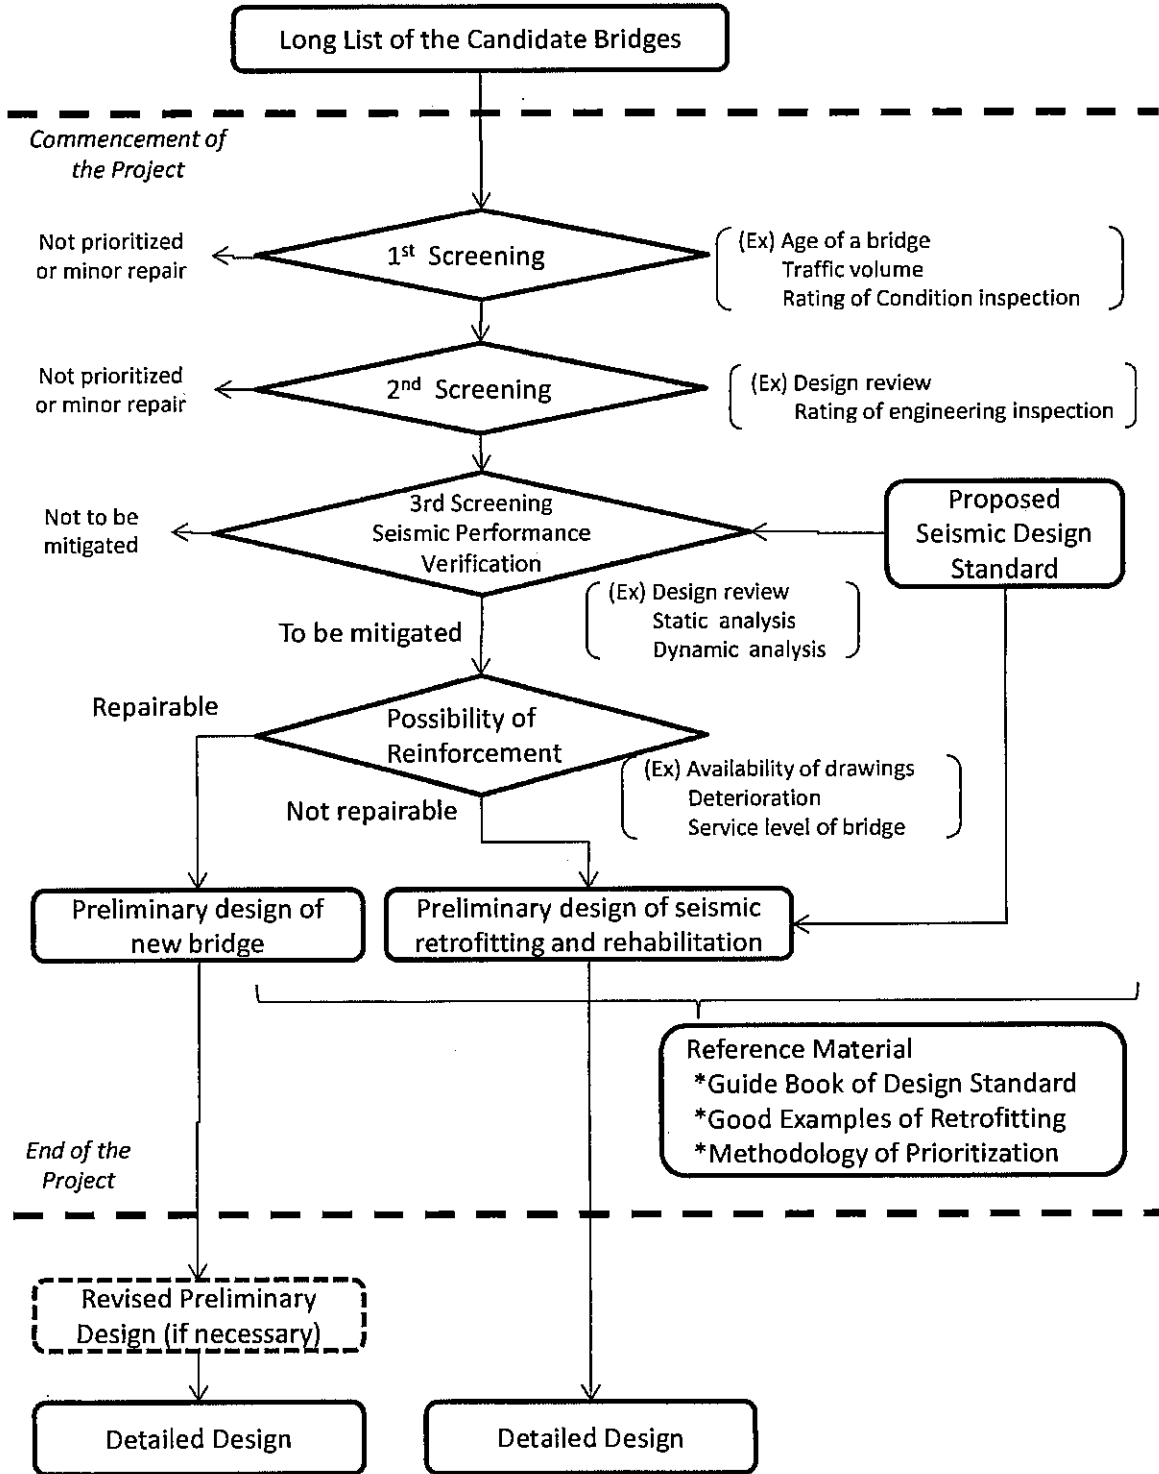 Long List of the Candidate Bridges
Commencement of
the Project
Not prioritized
or minor repair
1st Screening
(Ex) Age of a bridge
Traffic volume
Rating of Condition inspection
Not prioritized
or minor repair
2nd Screening
(Ex) Design review
Rating of engineering inspection
Not to be
mitigated
3rd Screening
Seismic Performance
Verification
Proposed
Seismic Design
Standard
(Ex) Design review
Static analysis
Dynamic analysis
To be mitigated
Repairable
Possibility of
Reinforcement
(Ex) Availability of drawings
Deterioration
Service level of bridge
Not repairable
Preliminary design of
new bridge
Preliminary design of seismic
retrofitting and rehabilitation
Reference Material
*Guide Book of Design Standard
*Good Examples of Retrofitting
*Methodology of Prioritization
End of the
Project
Revised Preliminary
Design (if necessary)
Detailed Design
Detailed Design